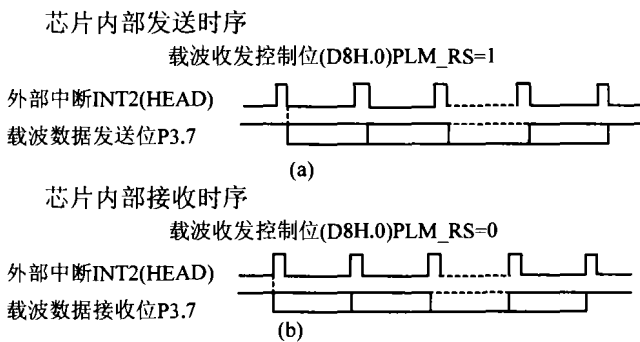 芯片内部发送时序
载波收发控制位(D8H.0)PLM_RS=1
外部中断INT2(HEAD)
载波数据发送位P3.7
(a)
芯片内部接收时序
载波收发控制位(D8H.0)PLM_RS=0
外部中断INT2(HEAD)
载波数据接收位P3.7
(b)